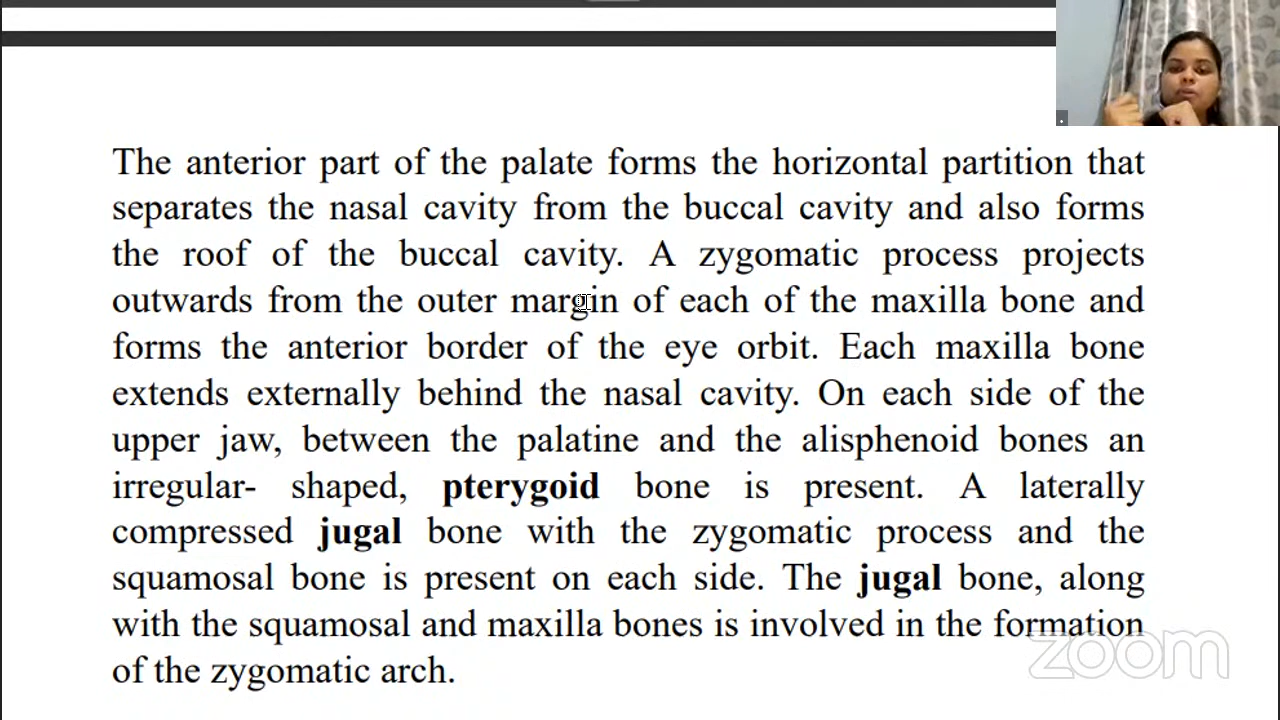 The anterior part of the palate forms the horizontal partition that
separates the nasal cavity from the buccal cavity and also forms
the roof of the buccal cavity. A zygomatic process projects
outwards from the outer margin of each of the maxilla bone and
forms the anterior border of the eye orbit. Each maxilla bone
extends externally behind the nasal cavity. On each side of the
upper jaw, between the palatine and the alisphenoid bones an
irregular- shaped, pterygoid bone is present. A laterally
compressed jugal bone with the zygomatic process and the
squamosal bone is present on each side. The jugal bone, along
with the squamosal and maxilla bones is involved in the formation
of the zygomatic arch.
zoom